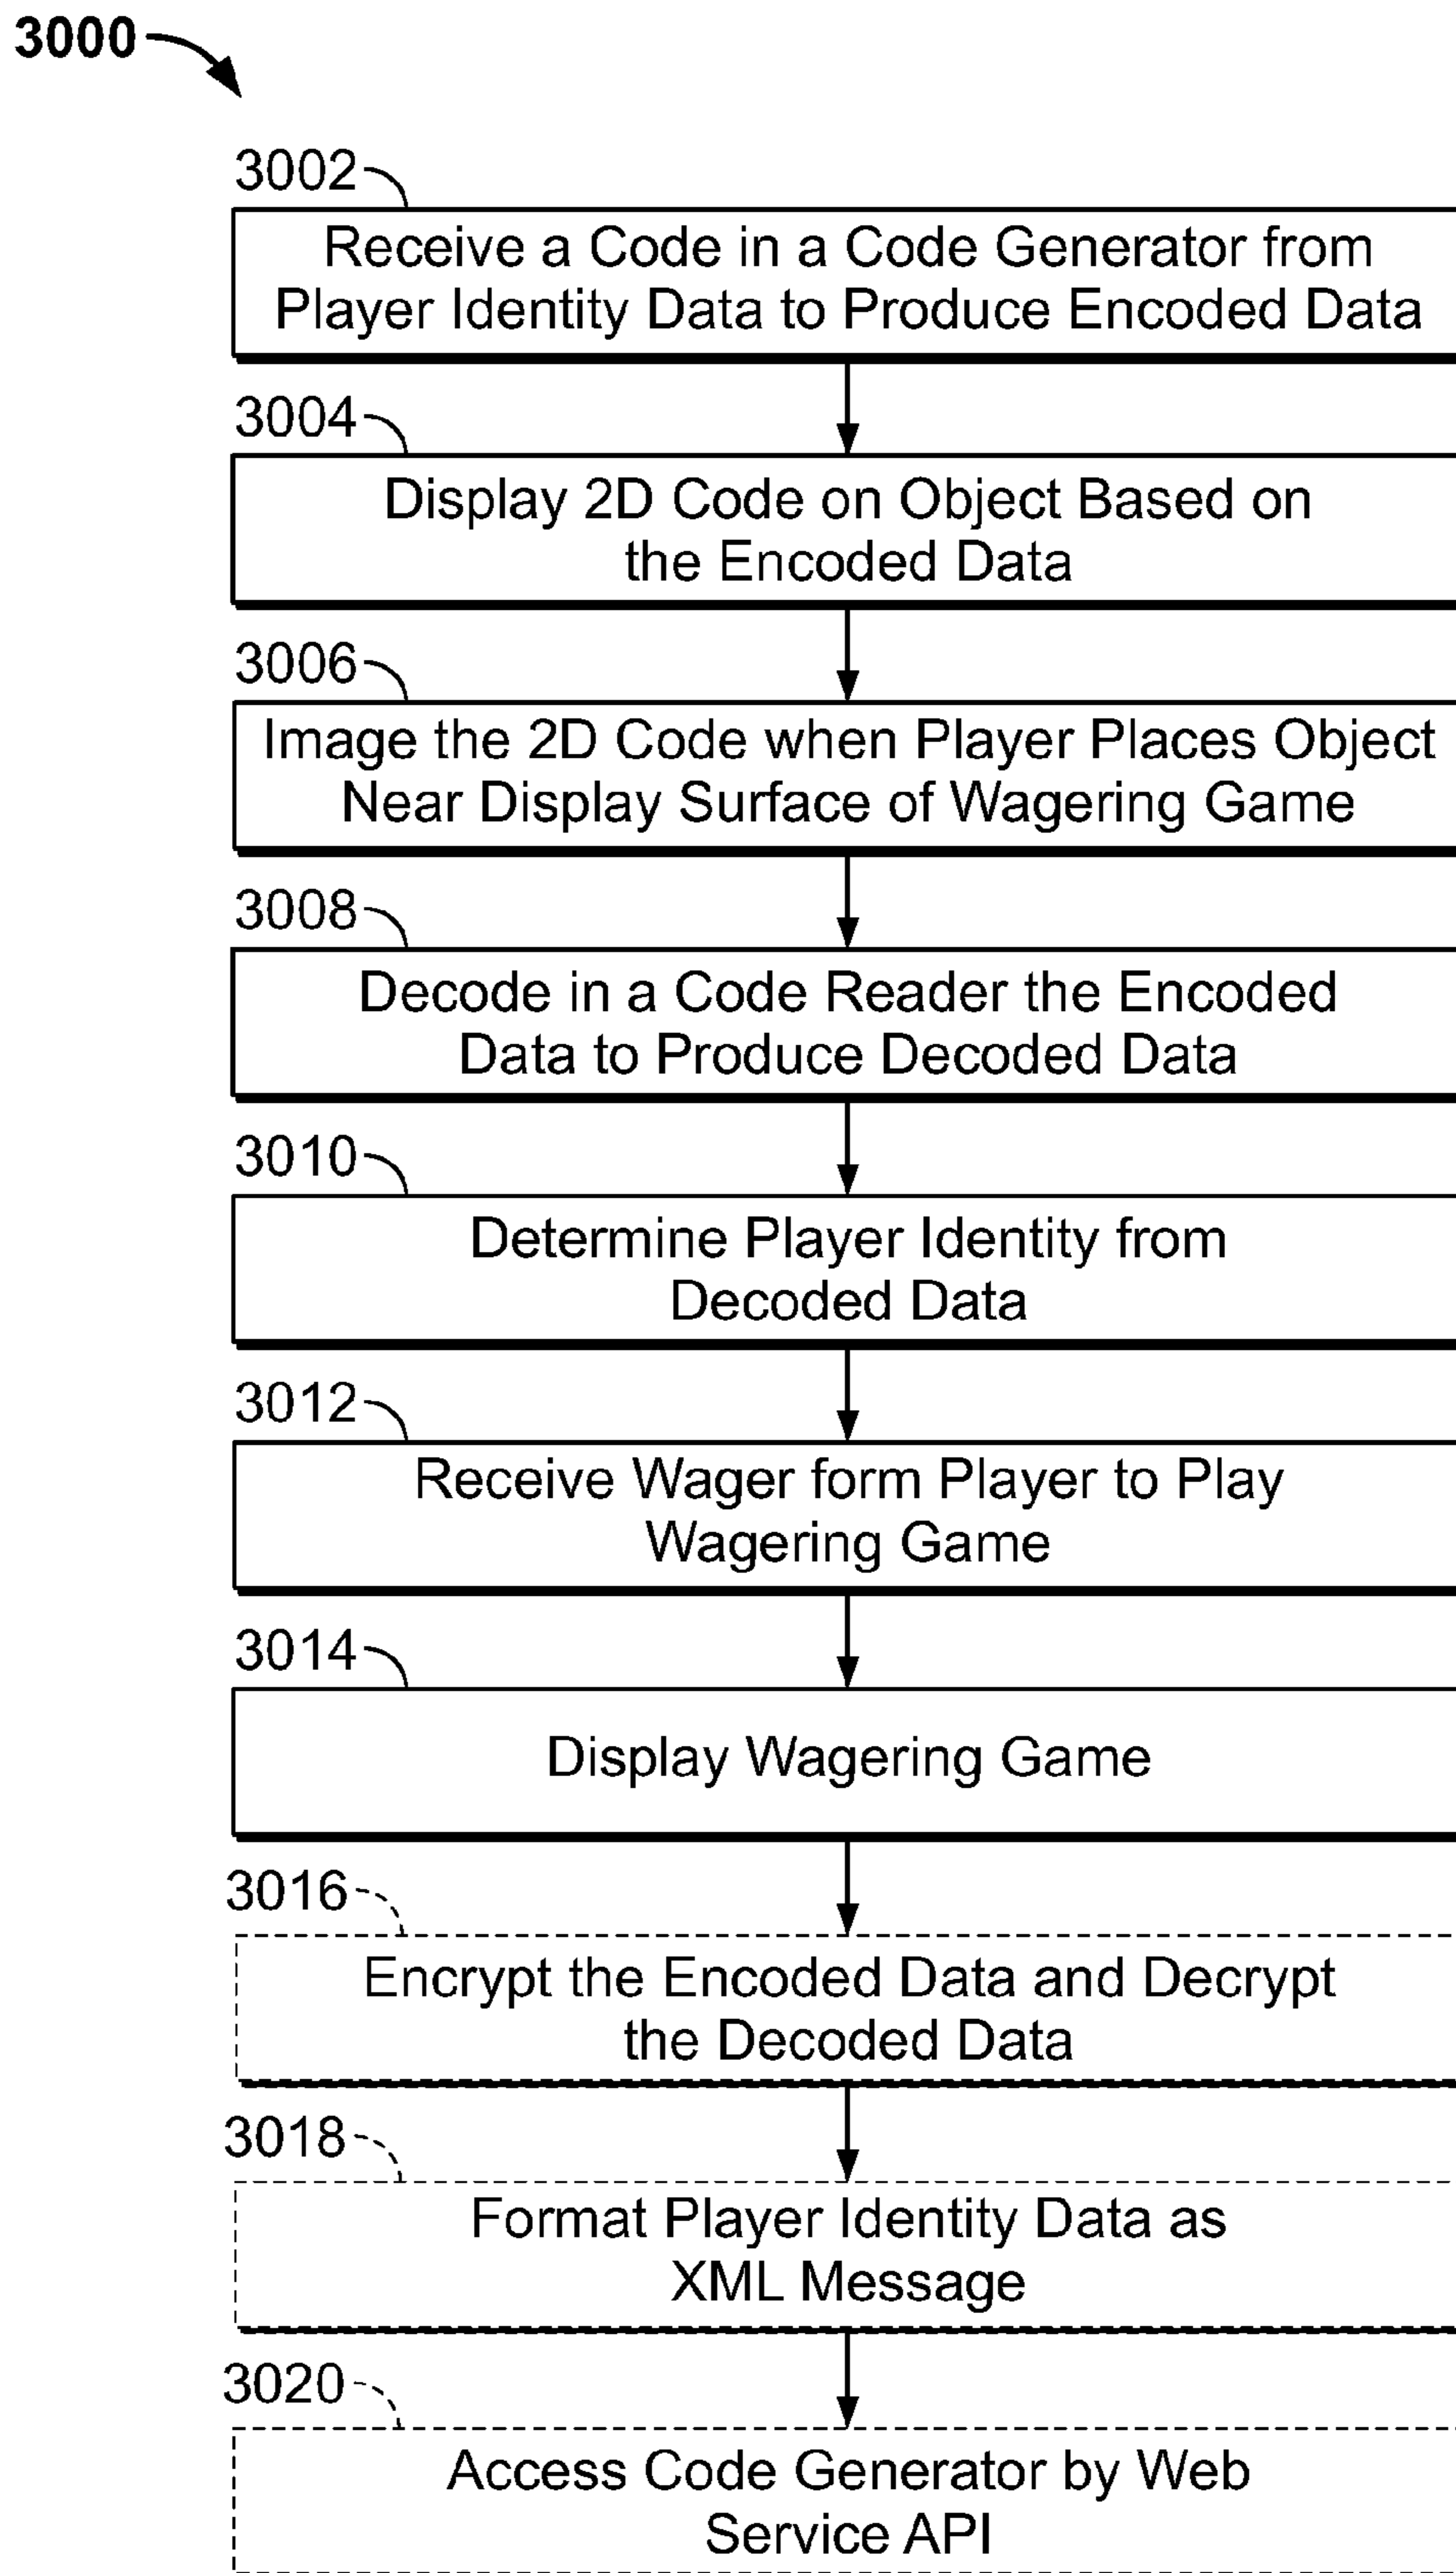 3000
3002
Receive a Code in a Code Generator from
Player Identity Data to Produce Encoded Data
3004
Display 2D Code on Object Based on
the Encoded Data
3006
Image the 2D Code when Player Places Object
Near Display Surface of Wagering Game
3008
Decode in a Code Reader the Encoded
Data to Produce Decoded Data
3010
Determine Player Identity from
Decoded Data
3012
Receive Wager form Player to Play
Wagering Game
3014
Display Wagering Game
3016
Encrypt the Encoded Data and Decrypt
the Decoded Data
3018
Format Player Identity Data as
XML Message
3020
Access Code Generator by Web
Service API